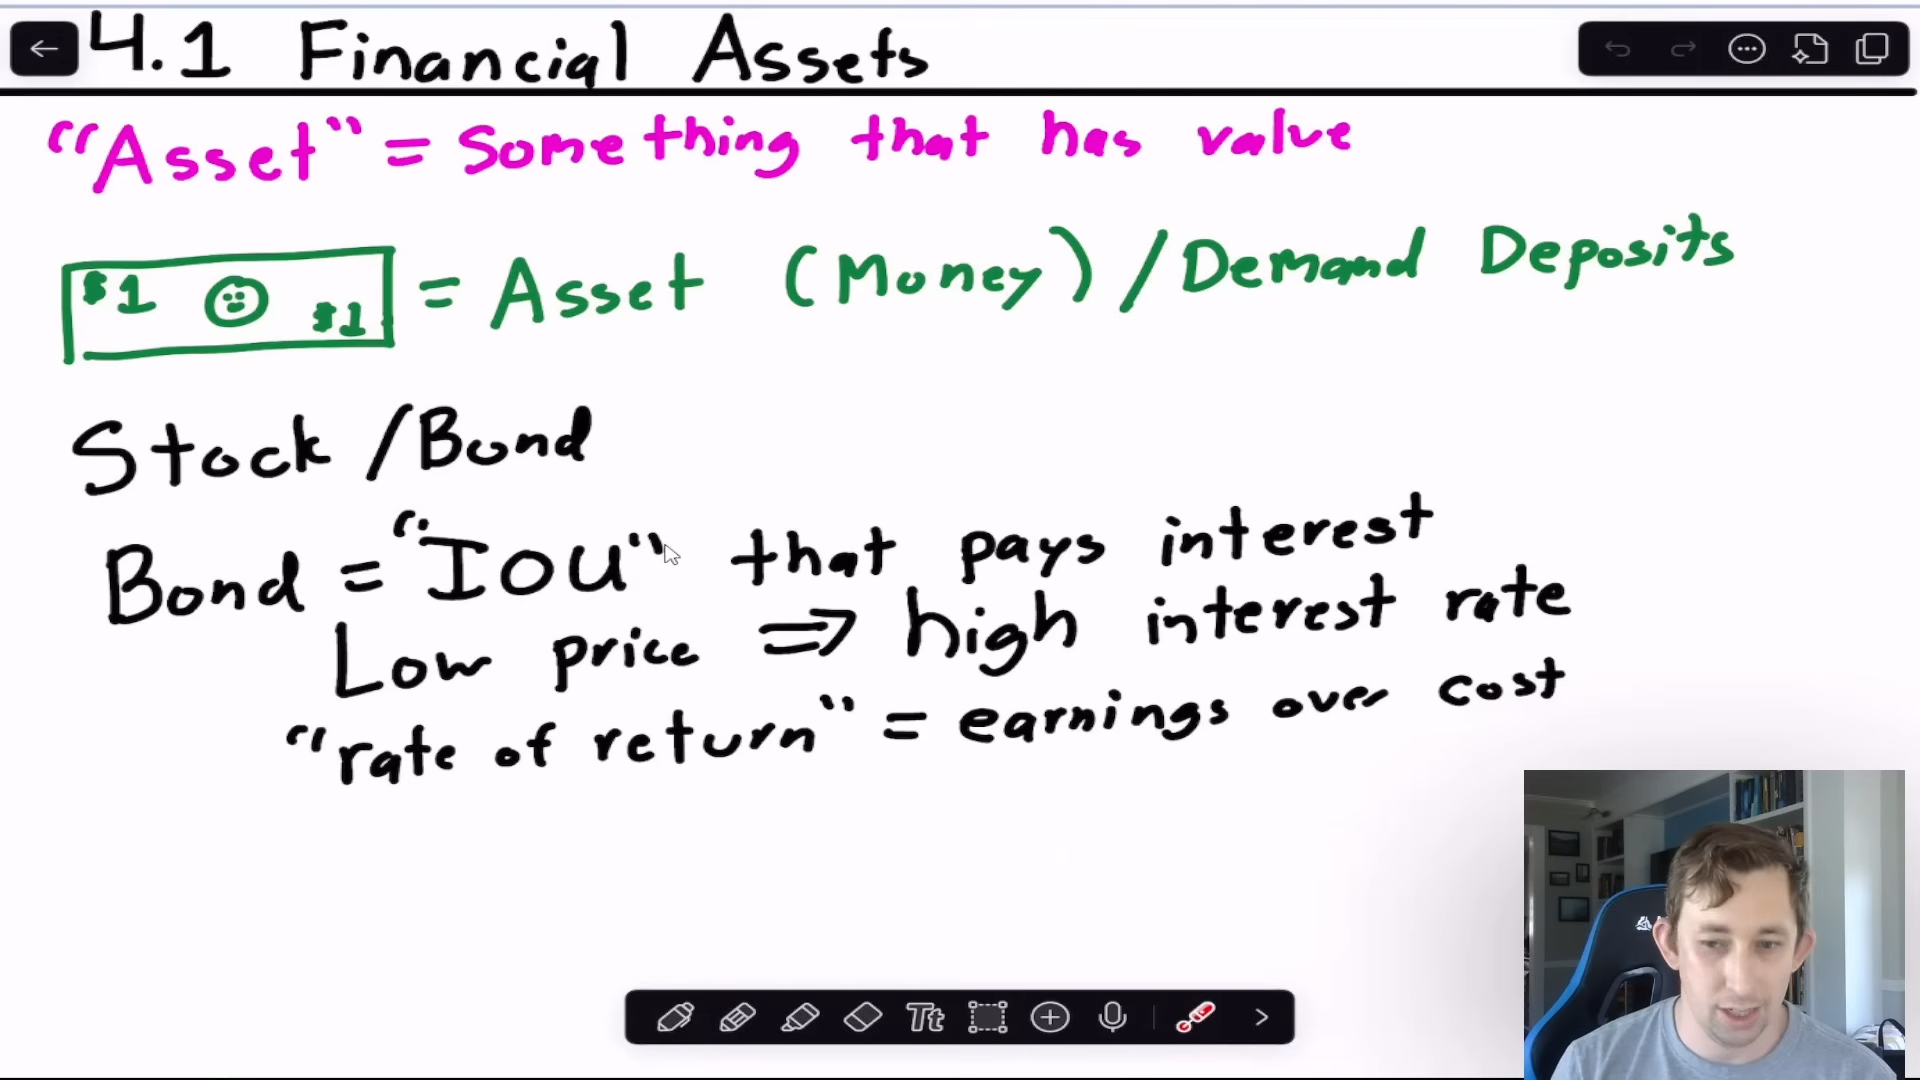 4.1 Financial Assets
"Asset" = Something that has value
$1 $1 = Asset (Money) / Demand Deposits
Stock / Bond
Bond = "IOU" that pays interest
Low price ⇒ high interest rate
"rate of return" = earnings over cost
Tt